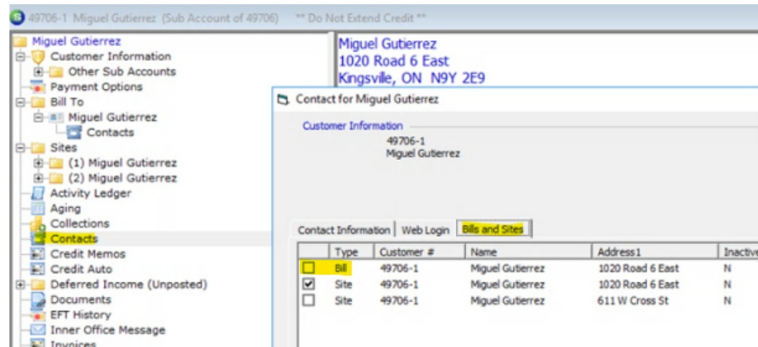 49706-1 Miguel Gutierrez (Sub Account of 49706) ** Do Not Extend Credit **
Miguel Gutierrez
Customer Information
Other Sub Accounts
Payment Options
Bill To
Miguel Gutierrez
Contacts
Sites
(1) Miguel Gutierrez
(2) Miguel Gutierrez
Activity Ledger
Aging
Collections
Contacts
Credit Memos
Credit Auto
Deferred Income (Unposted)
Documents
EFT History
Inner Office Message
Invoices
Miguel Gutierrez
1020 Road 6 East
Kingsville, ON N9Y 2E9
Contact for Miguel Gutierrez
Customer Information
49706-1
Miguel Gutierrez
Contact Information Web Login Bills and Sites
Type Customer # Name Address1 Inactive
Bill 49706-1 Miguel Gutierrez 1020 Road 6 East N
Site 49706-1 Miguel Gutierrez 1020 Road 6 East N
Site 49706-1 Miguel Gutierrez 611 W Cross St N